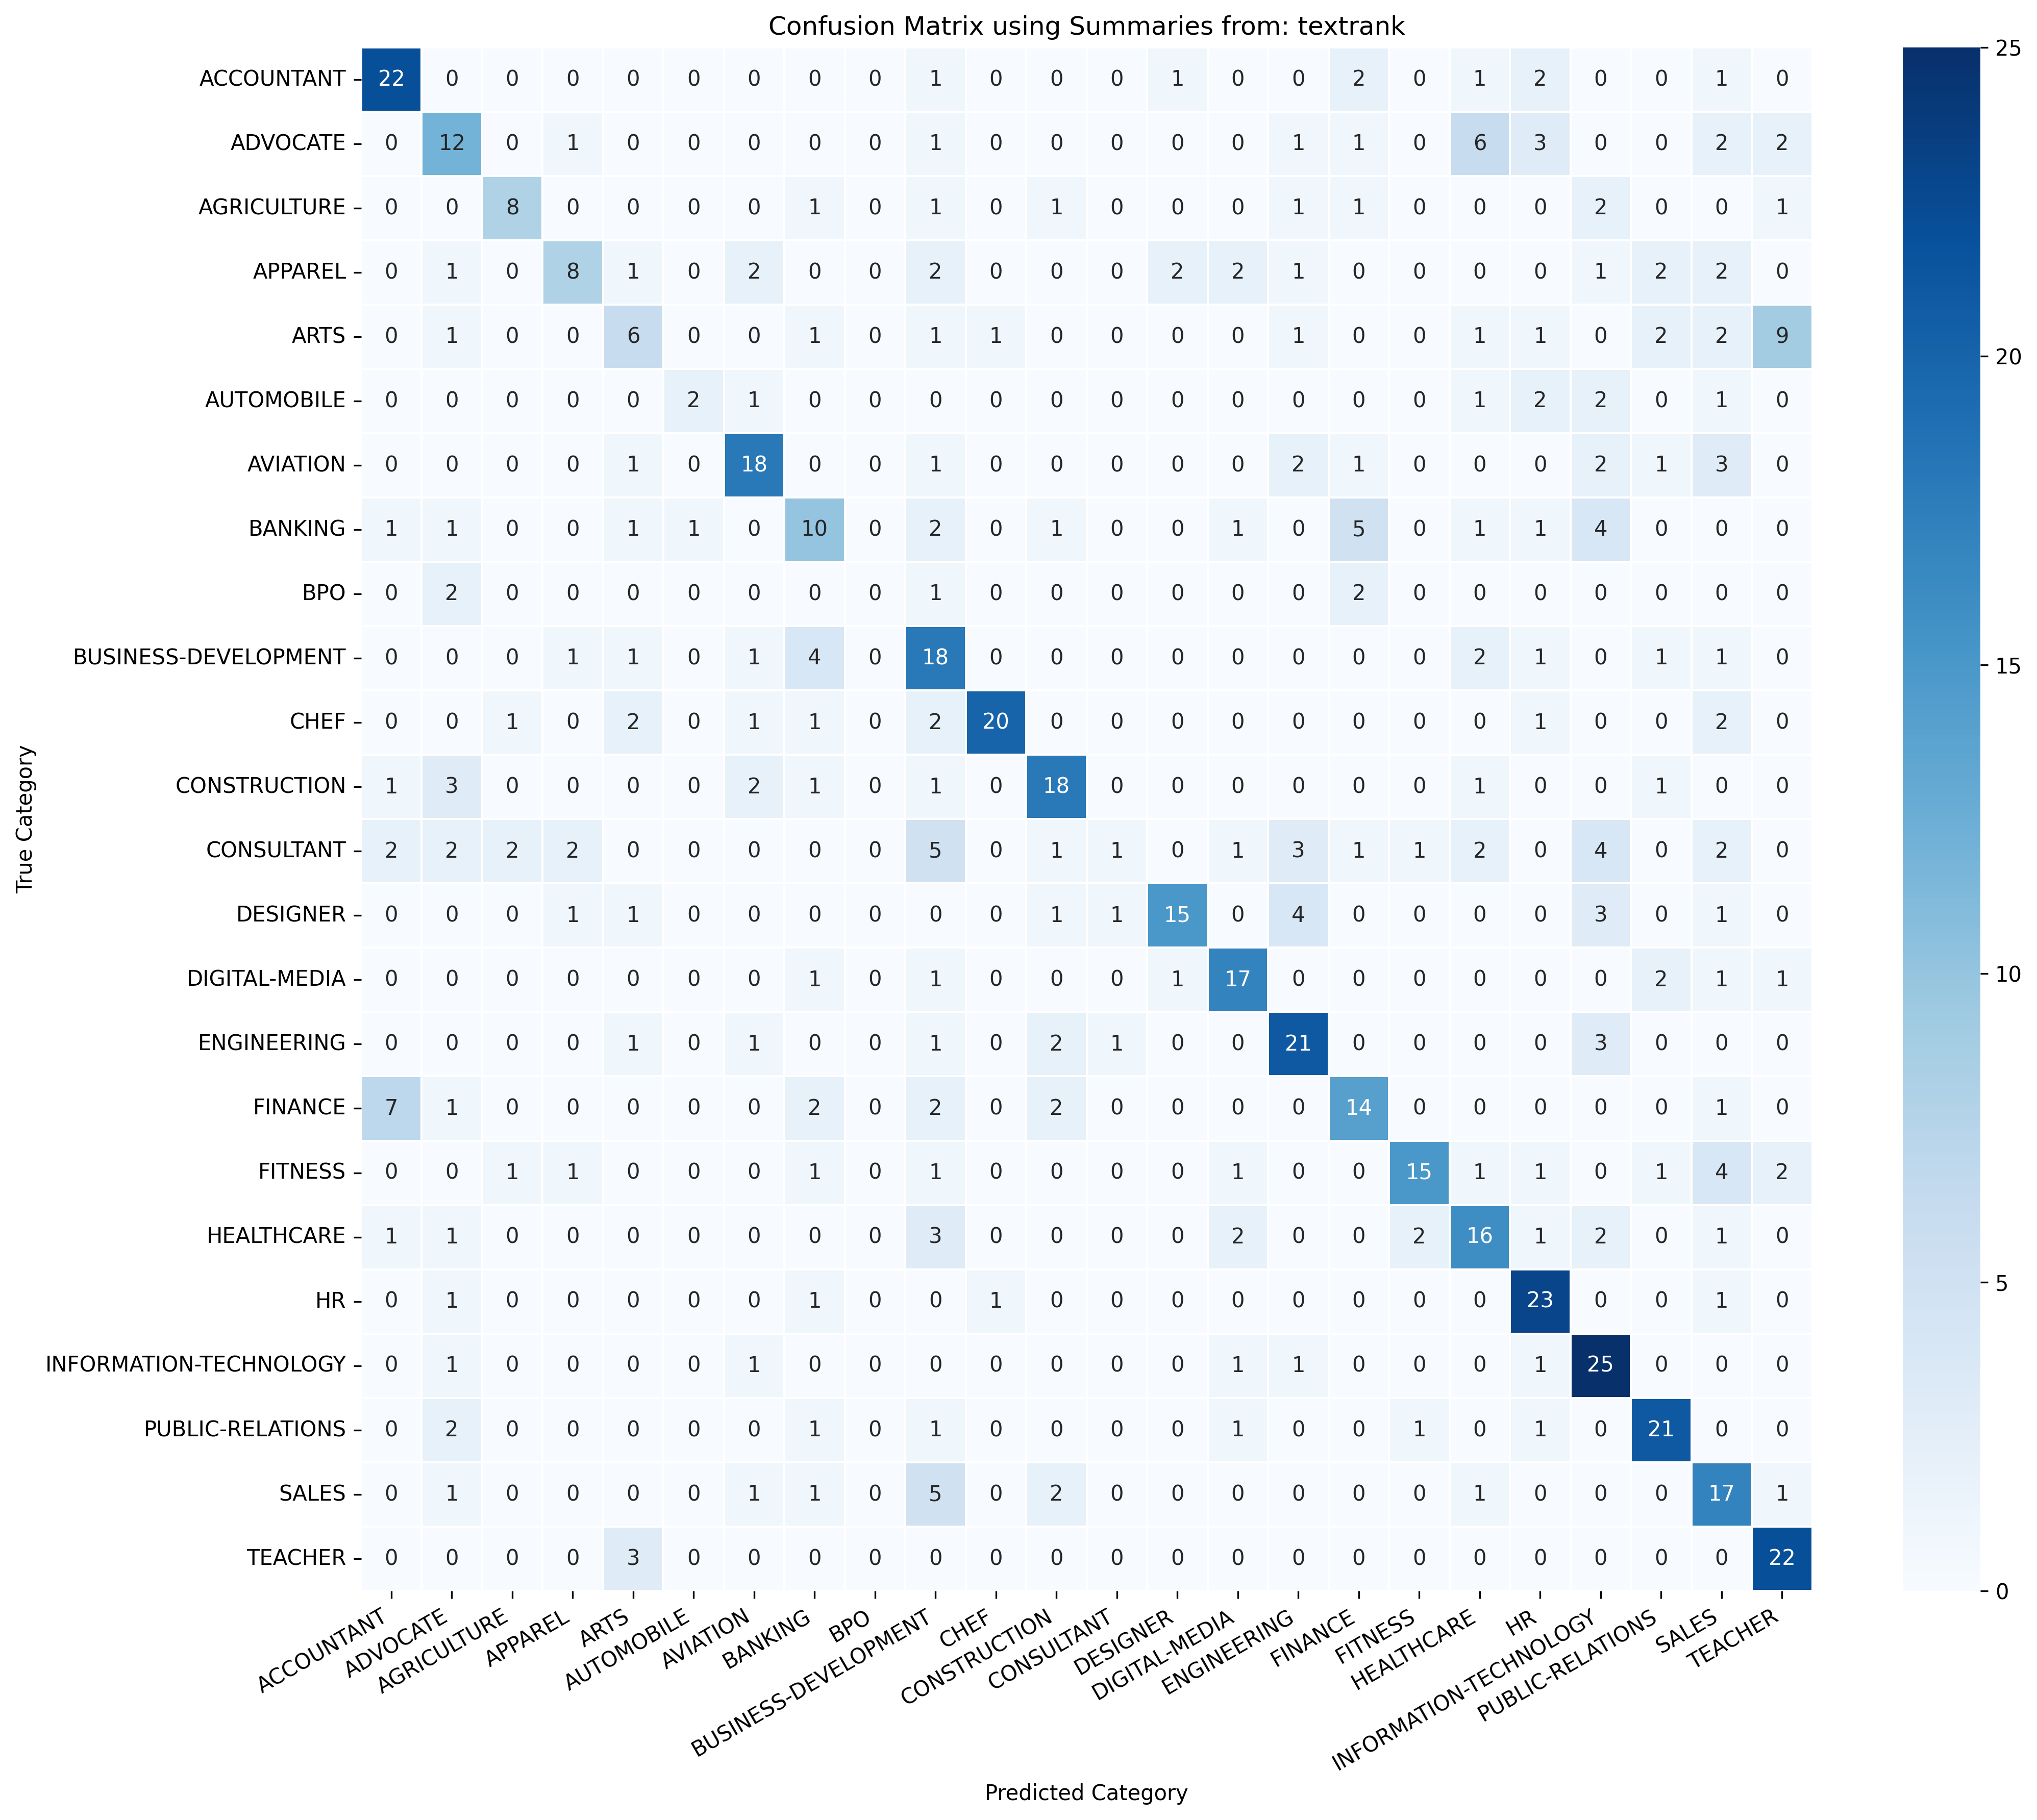 Confusion Matrix using Summaries from: textrank
ACCOUNTANT 22 0 0 0 0 0 0 0 0 1 0 0 0 1 0 0 2 0 1 2 0 0 1 0
ADVOCATE 0 12 0 1 0 0 0 0 0 1 0 0 0 0 0 1 1 0 6 3 0 0 2 2
AGRICULTURE 0 0 8 0 0 0 0 1 0 1 0 1 0 0 0 1 1 0 0 0 2 0 0 1
APPAREL 0 1 0 8 1 0 2 0 0 2 0 0 0 2 2 1 0 0 0 0 1 2 2 0
ARTS 0 1 0 0 6 0 0 1 0 1 1 0 0 0 0 1 0 0 1 1 0 2 2 9
AUTOMOBILE 0 0 0 0 0 2 1 0 0 0 0 0 0 0 0 0 0 0 1 2 2 0 1 0
AVIATION 0 0 0 0 1 0 18 0 0 1 0 0 0 0 0 2 1 0 0 0 2 1 3 0
BANKING 1 1 0 0 1 1 0 10 0 2 0 1 0 0 1 0 5 0 1 1 4 0 0 0
BPO 0 2 0 0 0 0 0 0 0 1 0 0 0 0 0 0 2 0 0 0 0 0 0 0
BUSINESS-DEVELOPMENT 0 0 0 1 1 0 1 4 0 18 0 0 0 0 0 0 0 0 2 1 0 1 1 0
CHEF 0 0 1 0 2 0 1 1 0 2 20 0 0 0 0 0 0 0 0 1 0 0 2 0
CONSTRUCTION 1 3 0 0 0 0 2 1 0 1 0 18 0 0 0 0 0 0 1 0 0 1 0 0
CONSULTANT 2 2 2 2 0 0 0 0 0 5 0 1 1 0 1 3 1 1 2 0 4 0 2 0
DESIGNER 0 0 0 1 1 0 0 0 0 0 0 1 1 15 0 4 0 0 0 0 3 0 1 0
DIGITAL-MEDIA 0 0 0 0 0 0 0 1 0 1 0 0 0 1 17 0 0 0 0 0 0 2 1 1
ENGINEERING 0 0 0 0 1 0 1 0 0 1 0 2 1 0 0 21 0 0 0 0 3 0 0 0
FINANCE 7 1 0 0 0 0 0 2 0 2 0 2 0 0 0 0 14 0 0 0 0 0 1 0
FITNESS 0 0 1 1 0 0 0 1 0 1 0 0 0 0 1 0 0 15 1 1 0 1 4 2
HEALTHCARE 1 1 0 0 0 0 0 0 0 3 0 0 0 0 2 0 0 2 16 1 2 0 1 0
HR 0 1 0 0 0 0 0 1 0 0 1 0 0 0 0 0 0 0 0 23 0 0 1 0
INFORMATION-TECHNOLOGY 0 1 0 0 0 0 1 0 0 0 0 0 0 0 1 1 0 0 0 1 25 0 0 0
PUBLIC-RELATIONS 0 2 0 0 0 0 0 1 0 1 0 0 0 0 1 0 0 1 0 1 0 21 0 0
SALES 0 1 0 0 0 0 1 1 0 5 0 2 0 0 0 0 0 0 1 0 0 0 17 1
TEACHER 0 0 0 0 3 0 0 0 0 0 0 0 0 0 0 0 0 0 0 0 0 0 0 22
True Category
ACCOUNTANT
ADVOCATE
AGRICULTURE
APPAREL
ARTS
AUTOMOBILE
AVIATION
BANKING
BPO
BUSINESS-DEVELOPMENT
CHEF
CONSTRUCTION
CONSULTANT
DESIGNER
DIGITAL-MEDIA
ENGINEERING
FINANCE
FITNESS
HEALTHCARE
HR
INFORMATION-TECHNOLOGY
PUBLIC-RELATIONS
SALES
TEACHER
Predicted Category
25
20
15
10
5
0